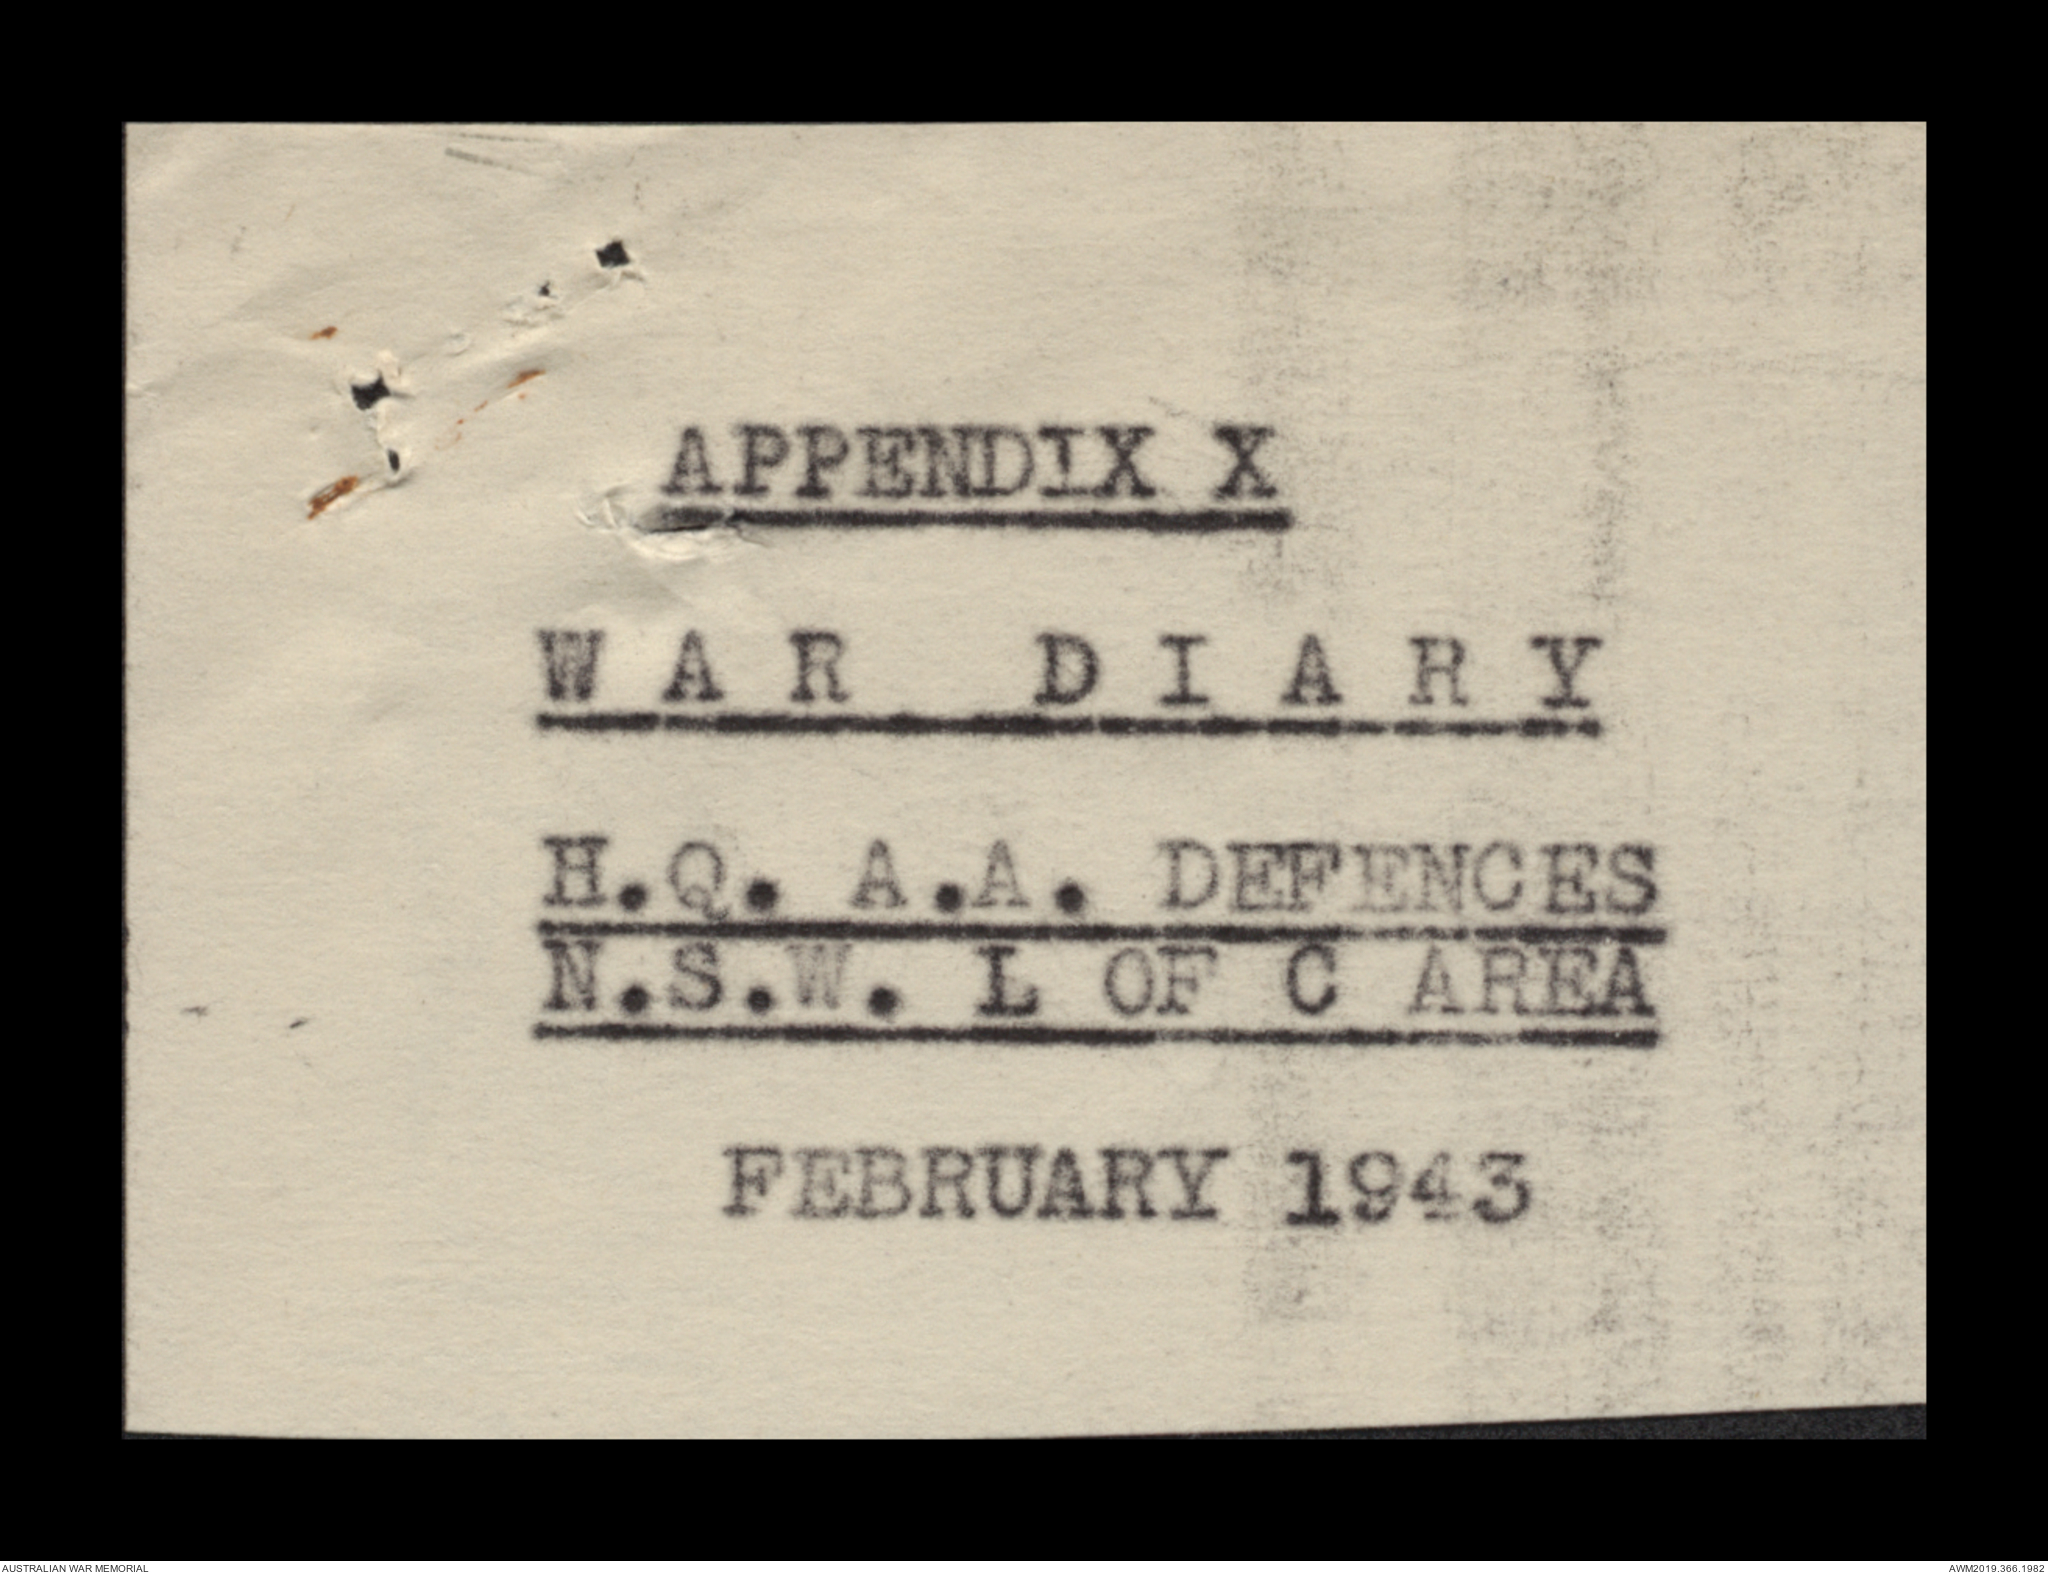 APPENDIX X
WAR DIARY
H.Q. A.A. DEFENCES
N.S.W. L OF C AREA
FEBRUARY 1943
AUSTRALIAN WAR MEMORIAL
AWM2019.366.1982